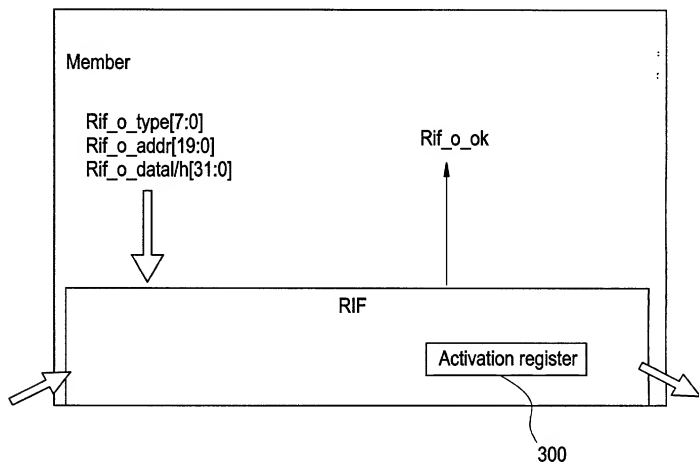 Member
Rif_o_type[7:0]
Rif_o_addr[19:0]
Rif_o_datal/h[31:0]
Rif_o_ok
RIF
Activation register
300